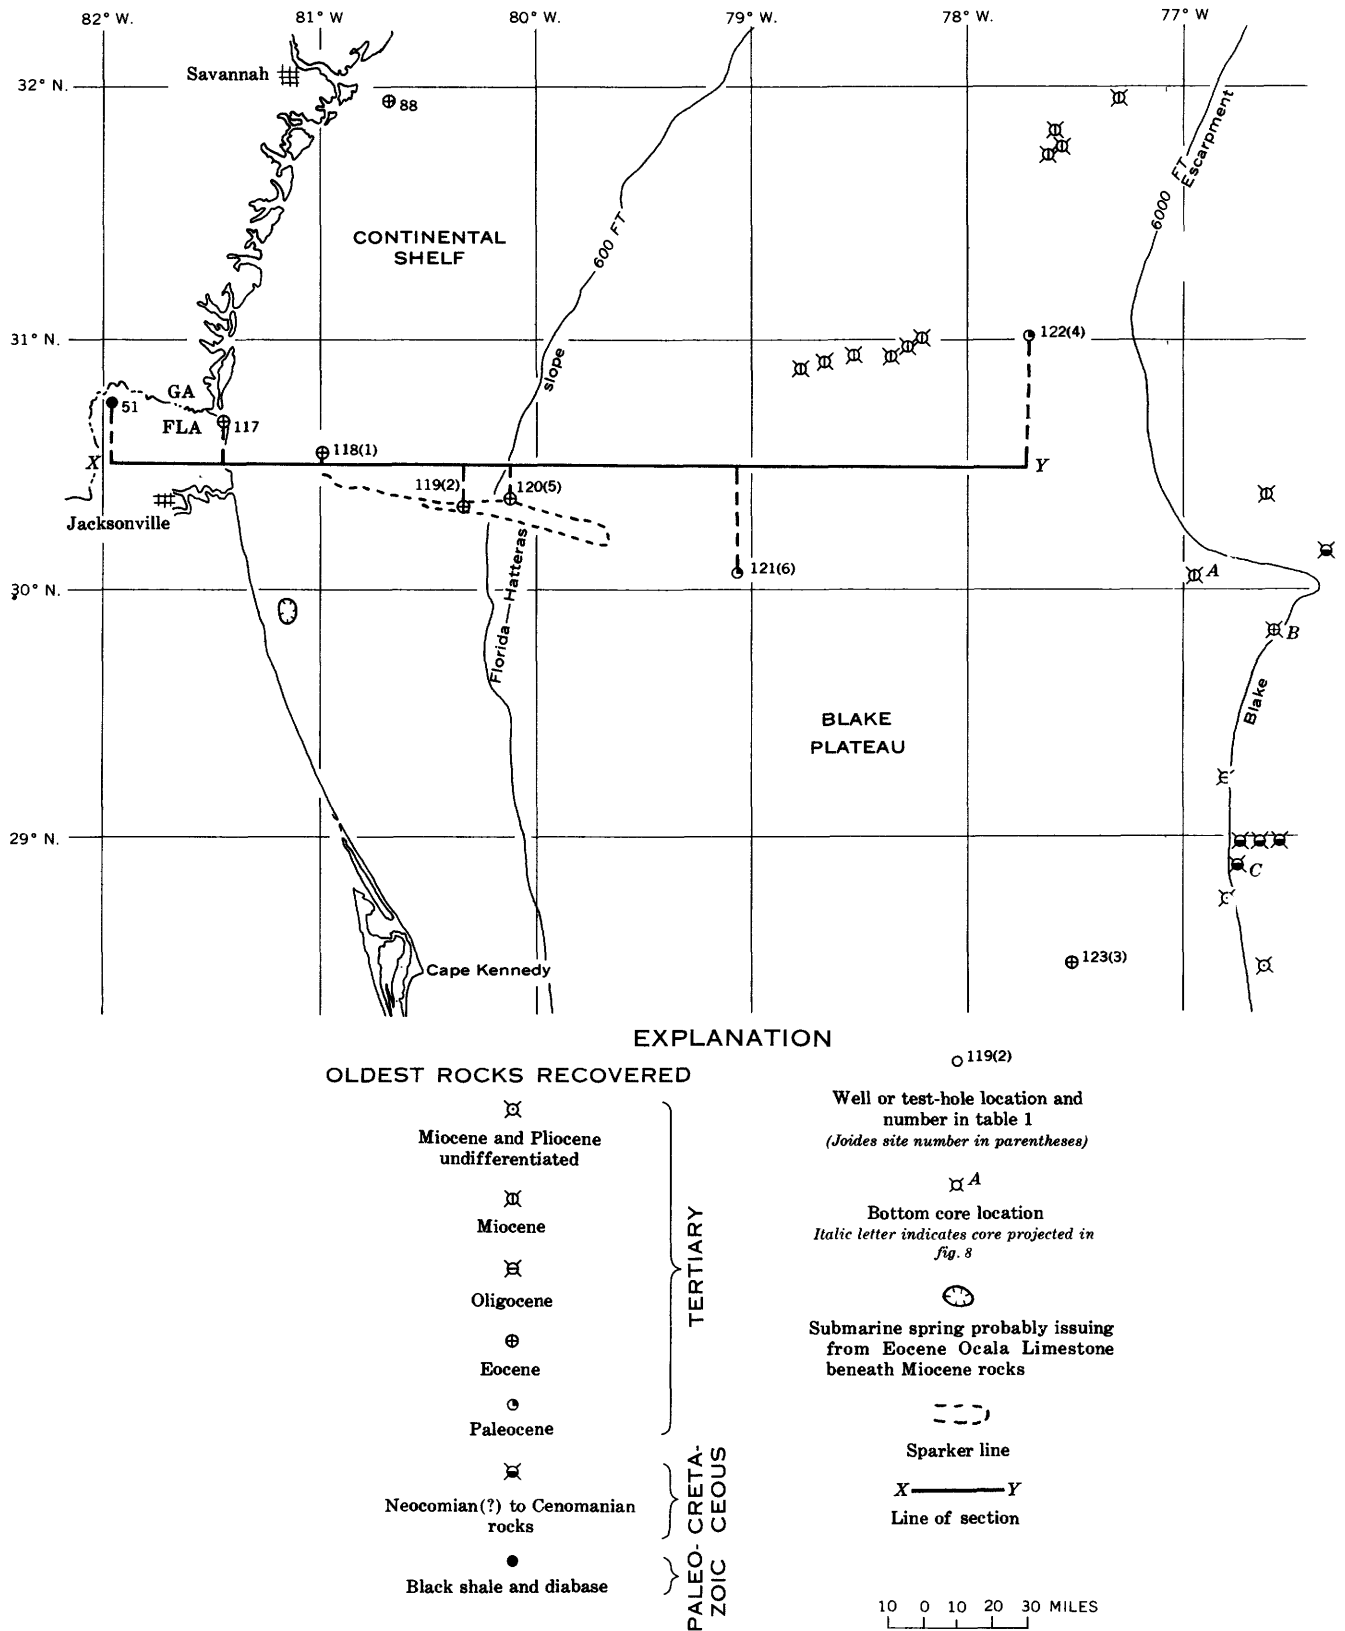 82° W.
81° W
80° W.
79° W.
78° W.
77° W
Savannah
32° N.
88
Escarpment
6000 FT
CONTINENTAL
SHELF
600 FT
31° N.
122(4)
slope
GA
51
FLA
117
118(1)
X
Y
119(2)
120(5)
Jacksonville
121(6)
A
30° N.
Florida—Hatteras
B
Blake
BLAKE
PLATEAU
29° N.
C
123(3)
Cape Kennedy
EXPLANATION
OLDEST ROCKS RECOVERED
Miocene and Pliocene
undifferentiated
Miocene
Oligocene
Eocene
Paleocene
TERTIARY
Neocomian(?) to Cenomanian
rocks
CRETA-
CEOUS
Black shale and diabase
PALEO-
ZOIC
119(2)
Well or test-hole location and
number in table 1
(Joides site number in parentheses)
A
Bottom core location
Italic letter indicates core projected in
fig. 8
Submarine spring probably issuing
from Eocene Ocala Limestone
beneath Miocene rocks
Sparker line
X Y
Line of section
10 0 10 20 30 MILES